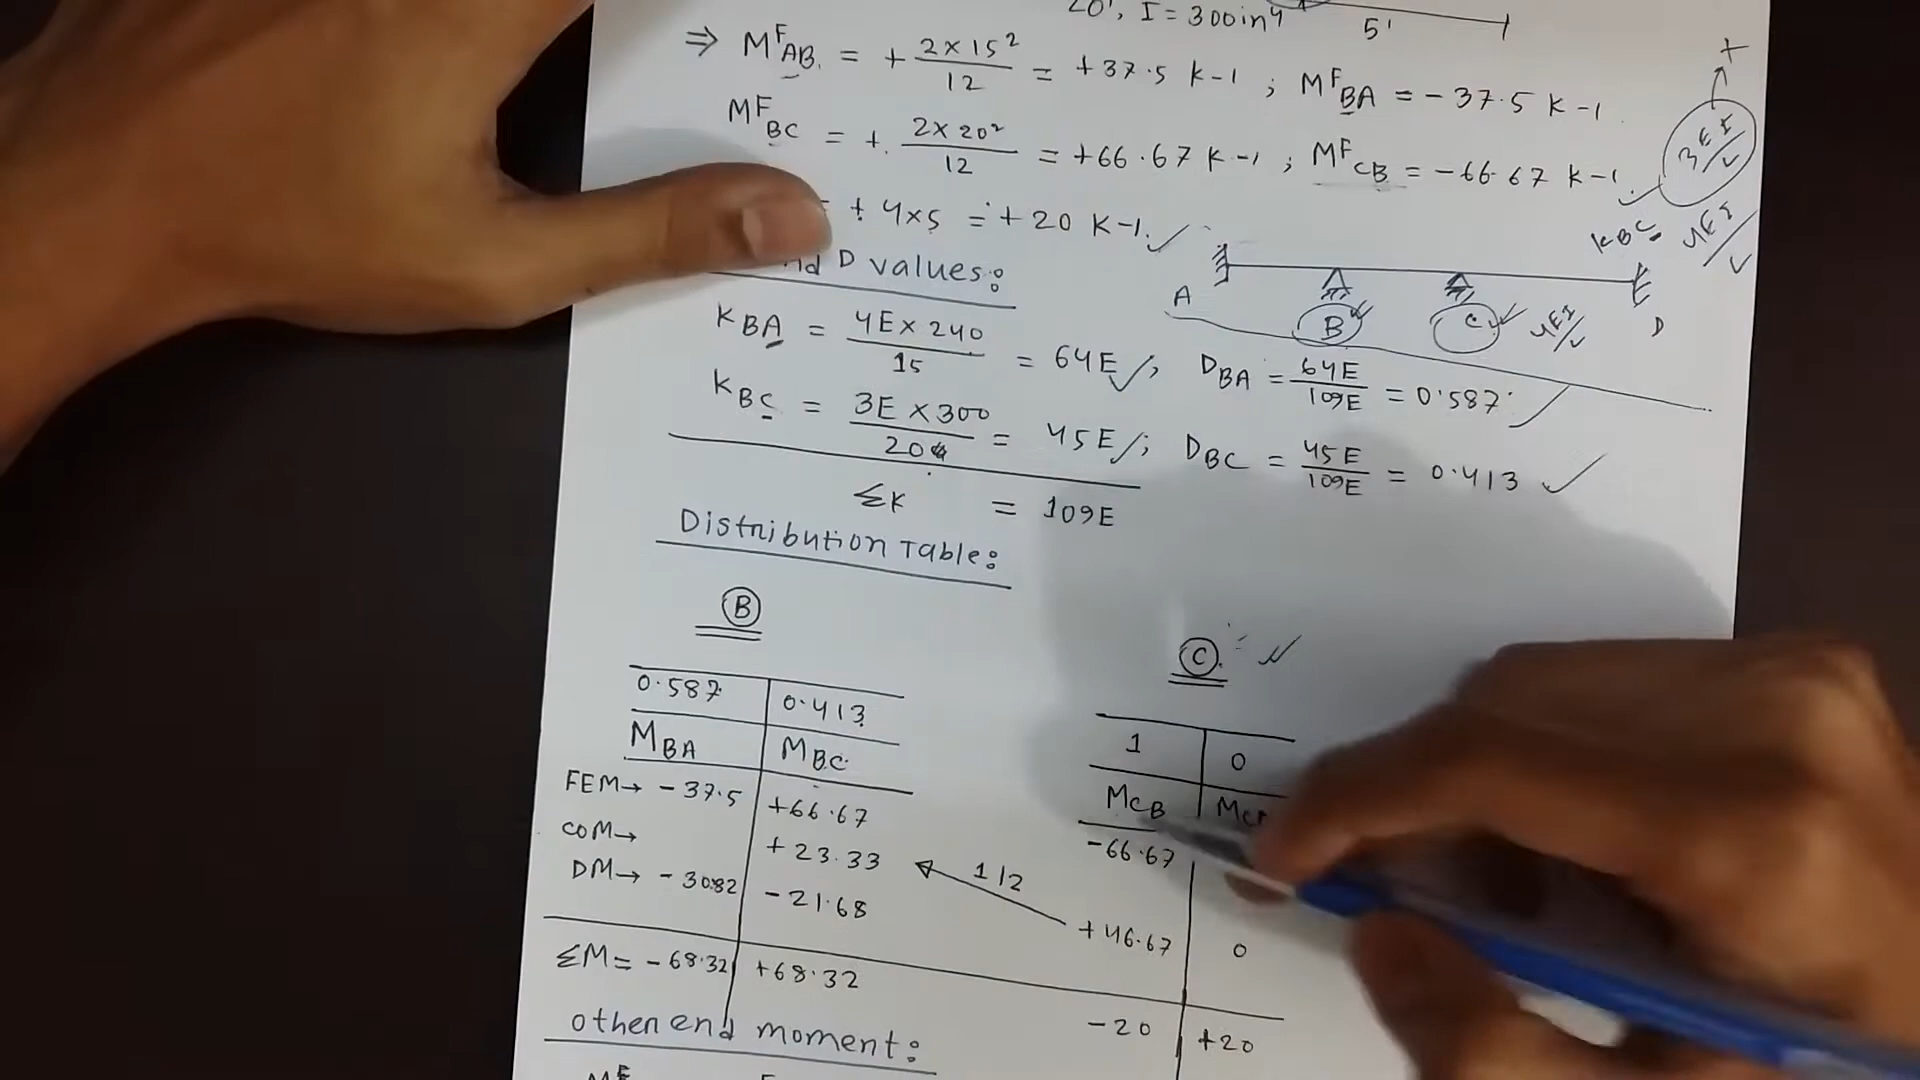 20', I = 300in4 5'
⇒ MFAB = + 2×15²/12 = +37.5 K-1 ; MFBA = -37.5 K-1
MFBC = + 2×20²/12 = +66.67 K-1 ; MFCB = -66.67 K-1
+ 4×5 = +20 K-1
+
3EI/L
KBC
4EI/L
A B C 4EI/L D
D values:
KBA = 4E×240/15 = 64E ; DBA = 64E/109E = 0.587
KBC = 3E×300/20 = 45E ; DBC = 45E/109E = 0.413
ΣK = 109E
Distribution Table:
B C
0.587 0.413 1 0
MBA MBC MCB
FEM→ -37.5 +66.67 -66.67
COM→ +23.33 1/2
DM→ -30.82 -21.68 +46.67 0
ΣM = -68.32 +68.32 -20 +20
other end moment: